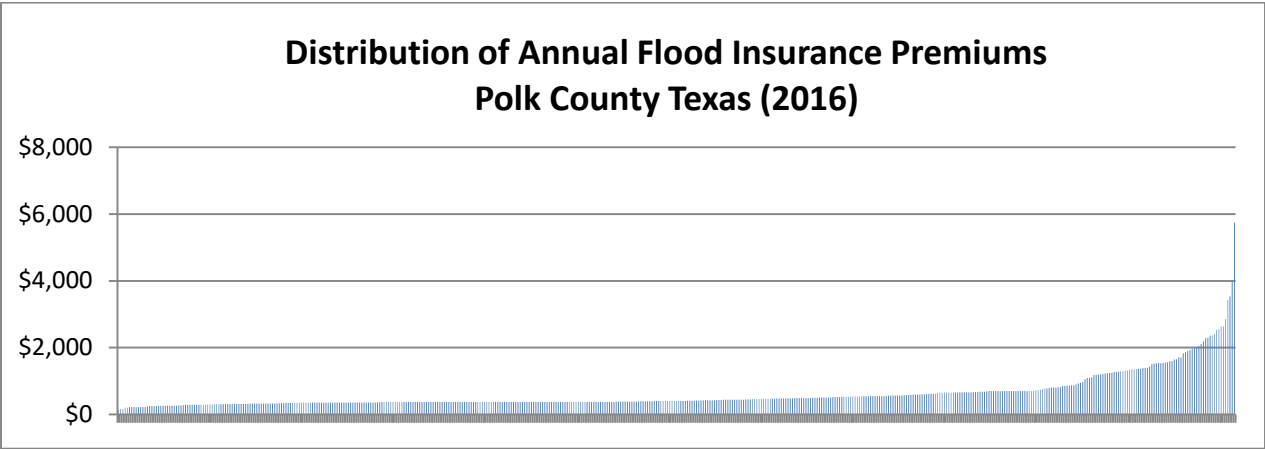 Distribution of Annual Flood Insurance Premiums
Polk County Texas (2016)
$8,000
$6,000
$4,000
$2,000
$0